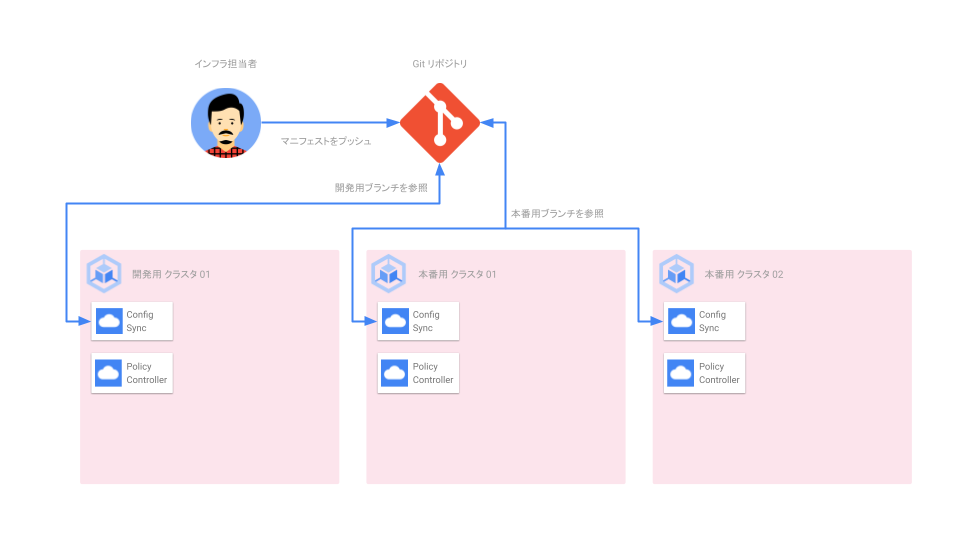 インフラ担当者
Git リポジトリ
マニフェストをプッシュ
開発用ブランチを参照
本番用ブランチを参照
開発用 クラスタ 01
Config
Sync
Policy
Controller
本番用 クラスタ 01
Config
Sync
Policy
Controller
本番用 クラスタ 02
Config
Sync
Policy
Controller